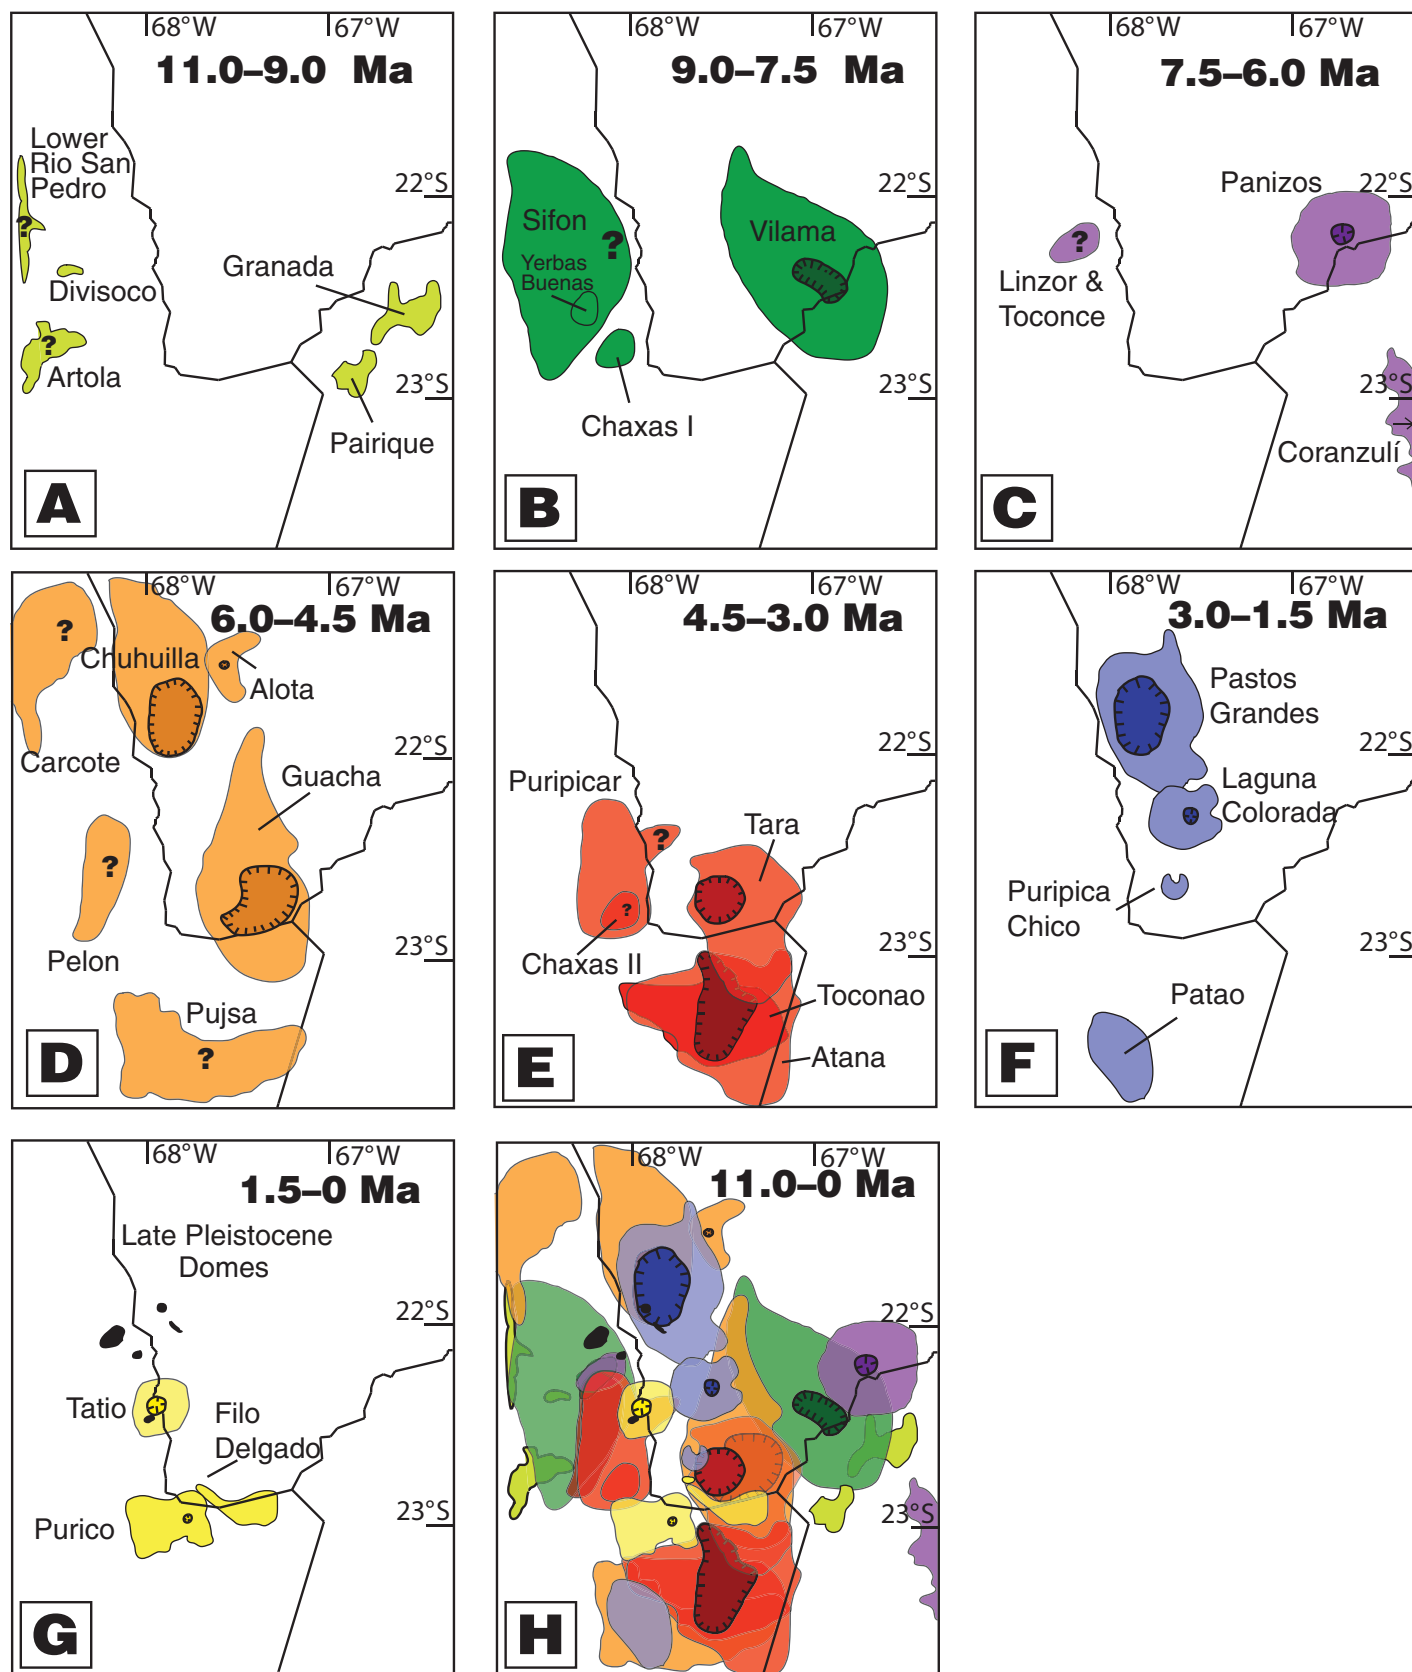 68°W 67°W
11.0–9.0 Ma
Lower
Rio San
Pedro
22°S
?
Granada
Divisoco
?
Artola
23°S
Pairique
A
68°W 67°W
9.0–7.5 Ma
22°S
Sifon
?
Vilama
Yerbas
Buenas
23°S
Chaxas I
B
68°W 67°W
7.5–6.0 Ma
Panizos
22°S
?
Linzor &
Toconce
23°S
Coranzulí
C
68°W 67°W
6.0–4.5 Ma
?
Chuhuilla
Alota
22°S
Carcote
Guacha
?
Pelon
23°S
Pujsa
?
D
68°W 67°W
4.5–3.0 Ma
22°S
Puripicar
Tara
?
?
23°S
Chaxas II
Toconao
Atana
E
68°W 67°W
3.0–1.5 Ma
Pastos
Grandes
22°S
Laguna
Colorada
Puripica
Chico
23°S
Patao
F
68°W 67°W
1.5–0 Ma
Late Pleistocene
Domes
22°S
Tatio
Filo
Delgado
Purico
23°S
G
68°W 67°W
11.0–0 Ma
22°S
23°S
H